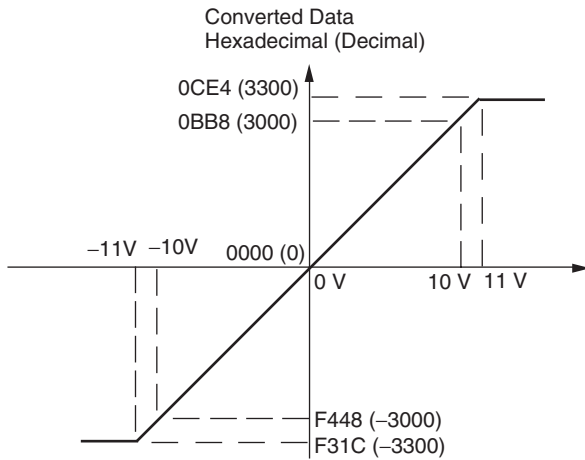 Converted Data
Hexadecimal (Decimal)
0CE4 (3300)
0BB8 (3000)
–11V –10V 0000 (0)
0 V 10 V 11 V
F448 (–3000)
F31C (–3300)